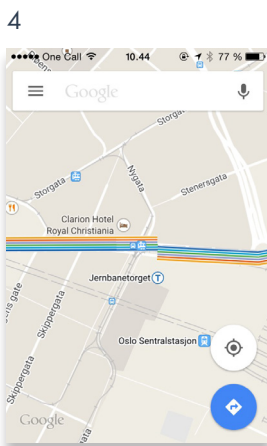 4
One Call 10.44 77 %
Google
Storgata
Nygata
Storgata
Stenersgata
Clarion Hotel
Royal Christiania
Jernbanetorget T
Skippergata
Oslo Sentralstasjon
Skippergata
Google